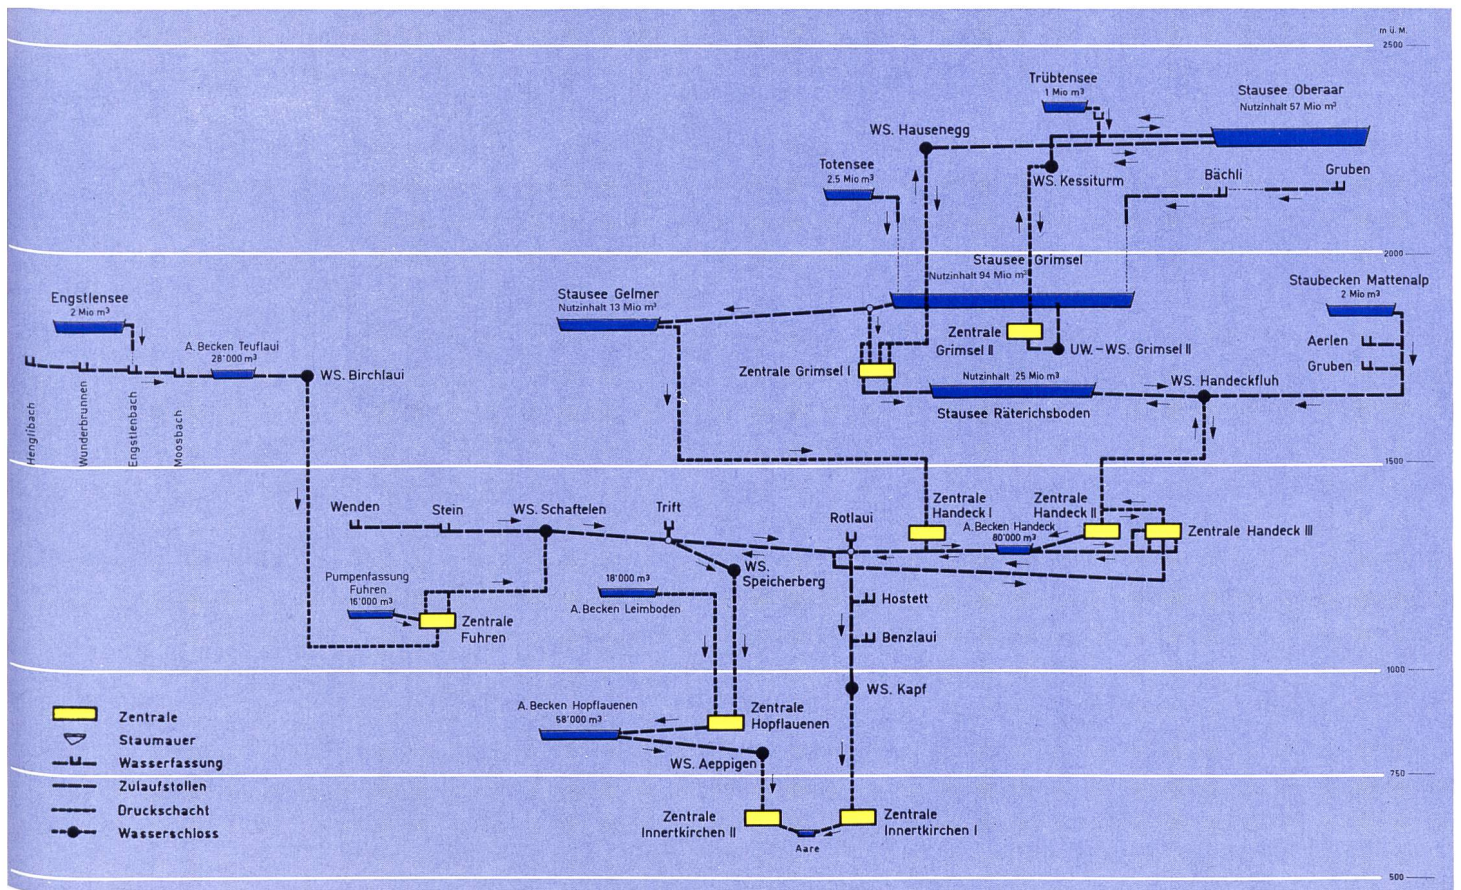 m ü. M.
2500
Trübtensee
1 Mio m³
Stausee Oberaar
Nutzinhalt 57 Mio m³
WS. Hausenegg
Totensee
2.5 Mio m³
WS. Kessiturm
Bächli
Gruben
2000
Stausee Grimsel
Nutzinhalt 94 Mio m³
Engstlensee
2 Mio m³
Stausee Gelmer
Nutzinhalt 13 Mio m³
Staubecken Mattenalp
2 Mio m³
A. Becken Teuflaui
28'000 m³
WS. Birchlaui
Zentrale
Grimsel II
UW.-WS. Grimsel II
Aerlen
Gruben
Zentrale Grimsel I
Nutzinhalt 25 Mio m³
Stausee Räterichsboden
WS. Handeckfluh
Henglibach
Wunderbrunnen
Engstlenbach
Moosbach
1500
Wenden
Stein
WS. Schaftelen
Trift
Rotlaui
Zentrale
Handeck I
A. Becken Handeck
80'000 m³
Zentrale
Handeck II
Zentrale Handeck III
Pumpenfassung
Fuhren
16'000 m³
Zentrale
Fuhren
18'000 m³
A. Becken Leimboden
WS.
Speicherberg
Hostett
Benzlaui
1000
WS. Kapf
A. Becken Hopflauenen
58'000 m³
Zentrale
Hopflauenen
WS. Aeppigen
750
Zentrale
Innertkirchen II
Zentrale
Innertkirchen I
Aare
500
Zentrale
Staumauer
Wasserfassung
Zulaufstollen
Druckschacht
Wasserschloss